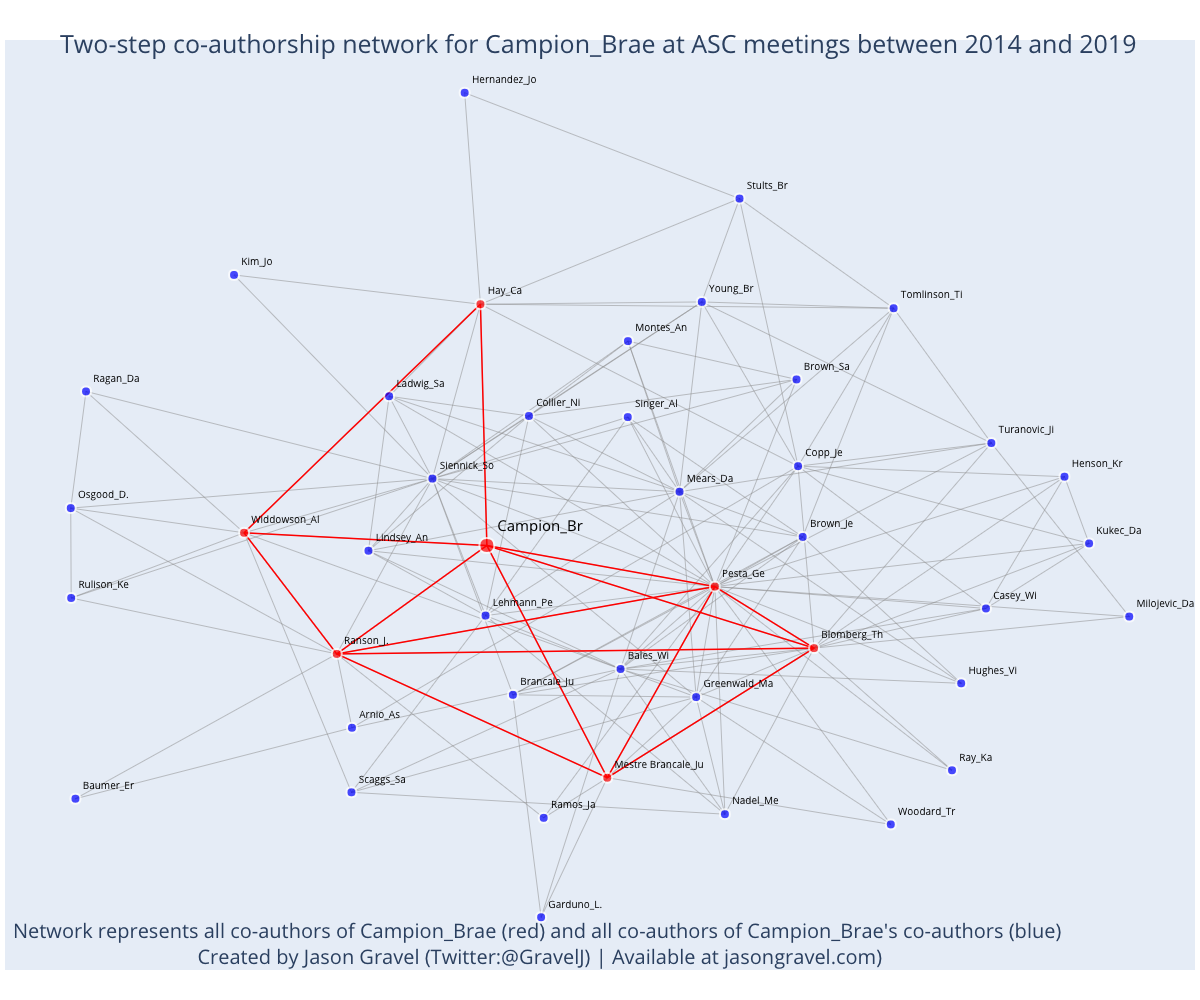 Two-step co-authorship network for Campion_Brae at ASC meetings between 2014 and 2019
Hernandez_Jo
Stults_Br
Kim_Jo
Hay_Ca
Young_Br
Tomlinson_Ti
Montes_An
Brown_Sa
Ragan_Da
Ladwig_Sa
Collier_Ni
Singer_Al
Turanovic_Ji
Siennick_So
Copp_Je
Henson_Kr
Mears_Da
Osgood_D.
Widdowson_Al
Campion_Br
Brown_Je
Kukec_Da
Lindsey_An
Pesta_Ge
Rulison_Ke
Lehmann_Pe
Casey_Wi
Milojevic_Da
Ranson_J.
Blomberg_Th
Bales_Wi
Hughes_Vi
Brancale_Ju
Greenwald_Ma
Arnio_As
Ray_Ka
Mestre Brancale_Ju
Baumer_Er
Scaggs_Sa
Ramos_Ja
Nadel_Me
Woodard_Tr
Garduno_L.
Network represents all co-authors of Campion_Brae (red) and all co-authors of Campion_Brae's co-authors (blue)
Created by Jason Gravel (Twitter:@GravelJ) | Available at jasongravel.com)